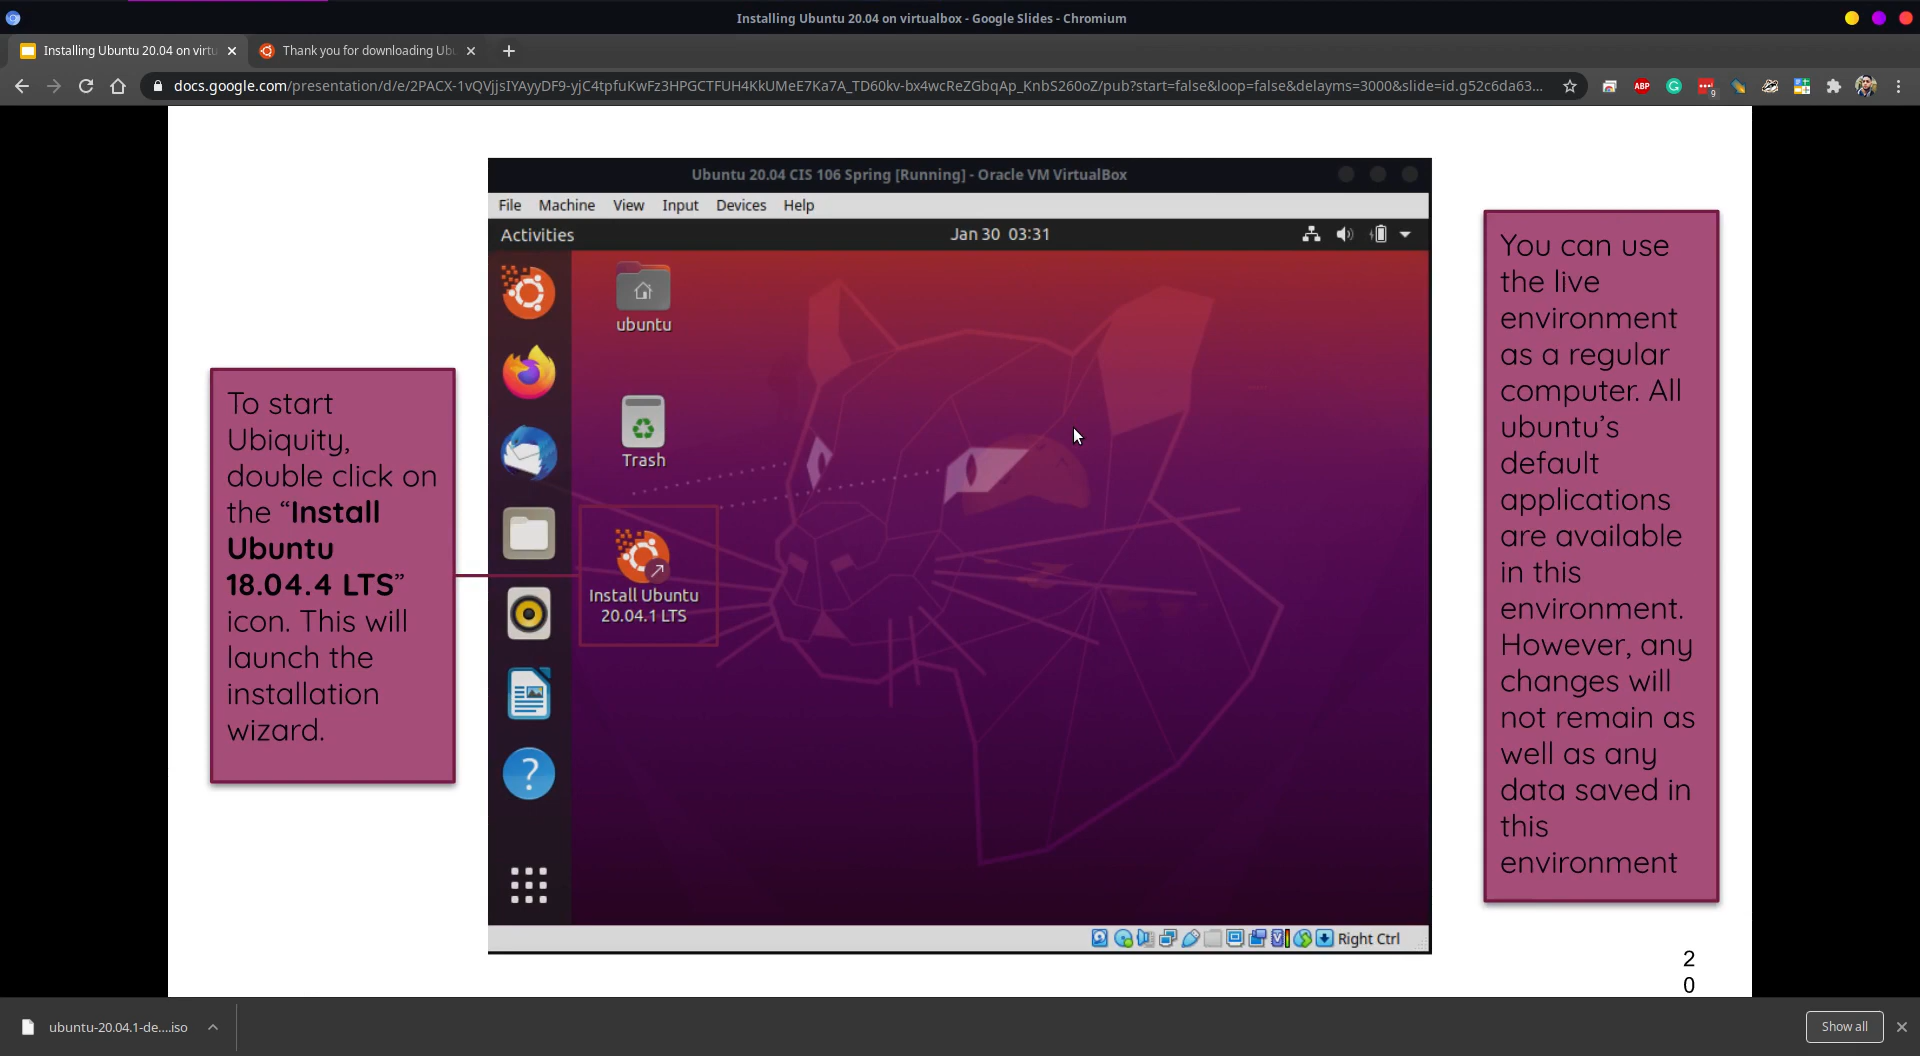 Installing Ubuntu 20.04 on virtualbox - Google Slides - Chromium
Installing Ubuntu 20.04 on virtu
Thank you for downloading Ub
docs.google.com/presentation/d/e/2PACX-1vQVjjsIYAyyDF9-yjC4tpfuKwFz3HPGCTFUH4KkUMeE7Ka7A_TD60kv-bx4wcReZGbqAp_KnbS260oZ/pub?start=false&loop=false&delayms=3000&slide=id.g52c6da63...
ABP
9
Ubuntu 20.04 CIS 106 Spring [Running] - Oracle VM VirtualBox
File Machine View Input Devices Help
Activities
Jan 30 03:31
ubuntu
Trash
Install Ubuntu
20.04.1 LTS
Right Ctrl
To start
Ubiquity,
double click on
the “Install
Ubuntu
18.04.4 LTS”
icon. This will
launch the
installation
wizard.
You can use
the live
environment
as a regular
computer. All
ubuntu’s
default
applications
are available
in this
environment.
However, any
changes will
not remain as
well as any
data saved in
this
environment
2
0
ubuntu-20.04.1-de....iso
Show all